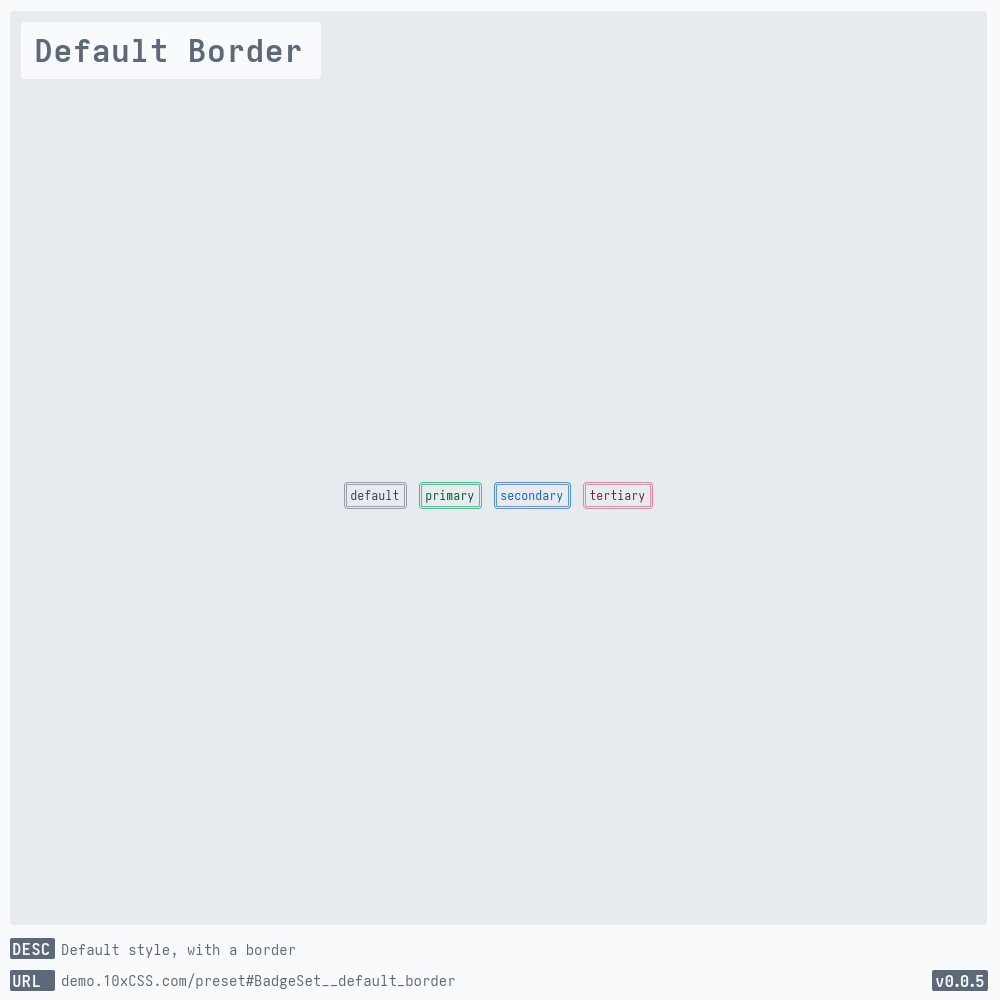 Default Border
default primary secondary tertiary
DESC Default style, with a border
URL demo.10xCSS.com/preset#BadgeSet__default_border
v0.0.5